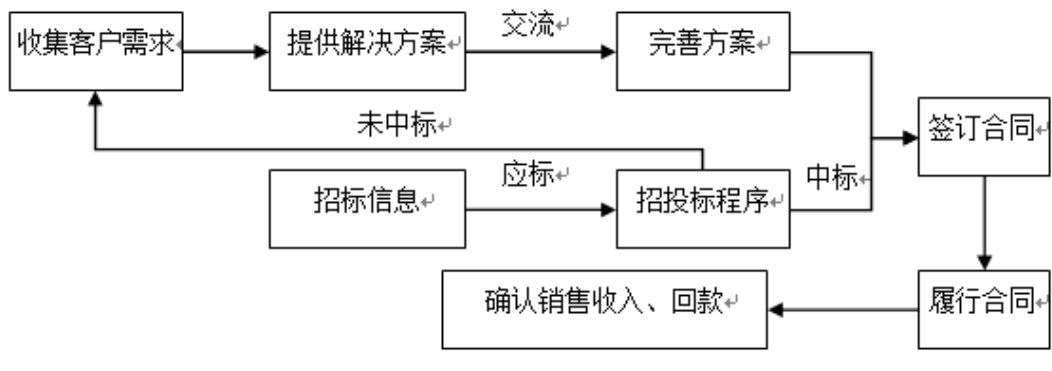 收集客户需求
提供解决方案
交流
完善方案
签订合同
未中标
招标信息
应标
招投标程序
中标
确认销售收入、回款
履行合同